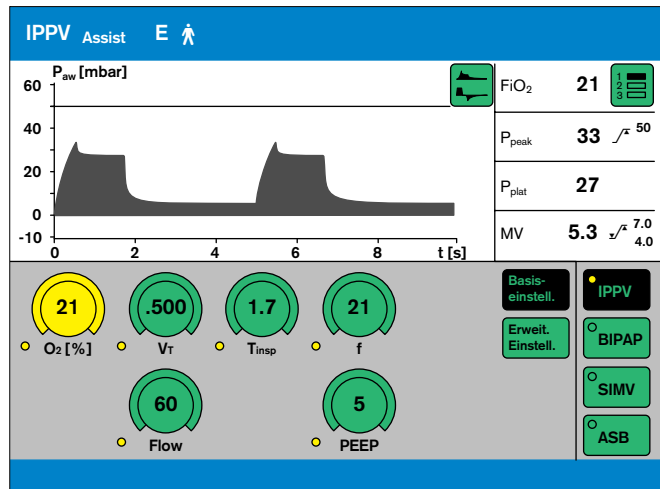 IPPV Assist E
Paw [mbar]
60
40
20
0
-10
0 2 4 6 8 t [s]
FiO2 21 1 2 3
Ppeak 33 50
Pplat 27
MV 5.3 7.0 4.0
21 .500 1.7 21
O2 [%] VT Tinsp f
60 5
Flow PEEP
Basis-
einstell.
Erweit.
Einstell.
IPPV
BIPAP
SIMV
ASB